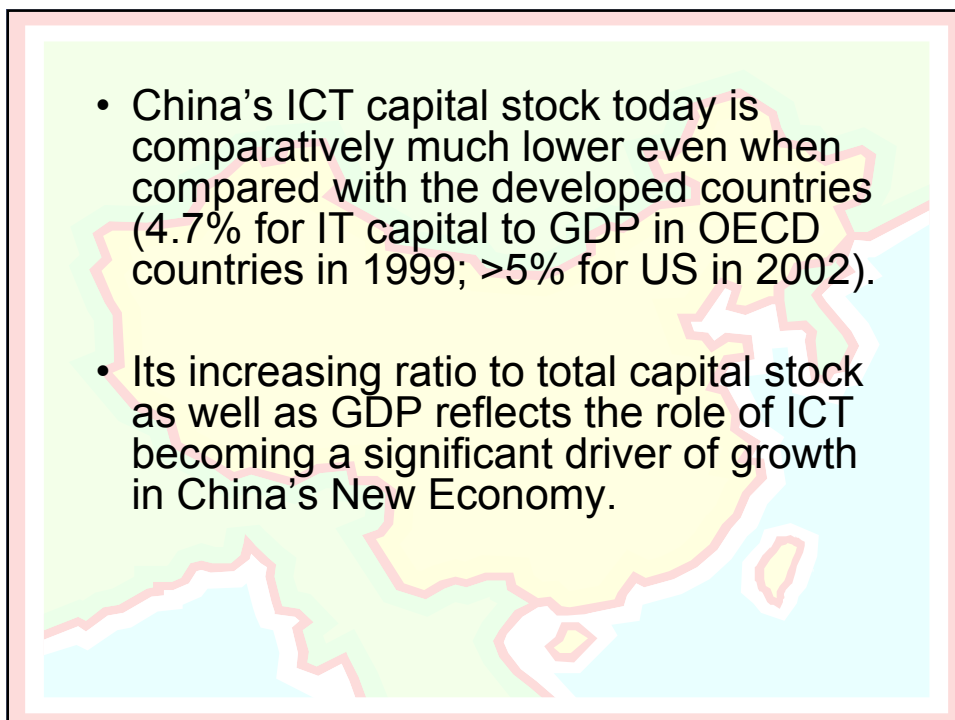 • China’s ICT capital stock today is
comparatively much lower even when
compared with the developed countries
(4.7% for IT capital to GDP in OECD
countries in 1999; >5% for US in 2002).
• Its increasing ratio to total capital stock
as well as GDP reflects the role of ICT
becoming a significant driver of growth
in China’s New Economy.